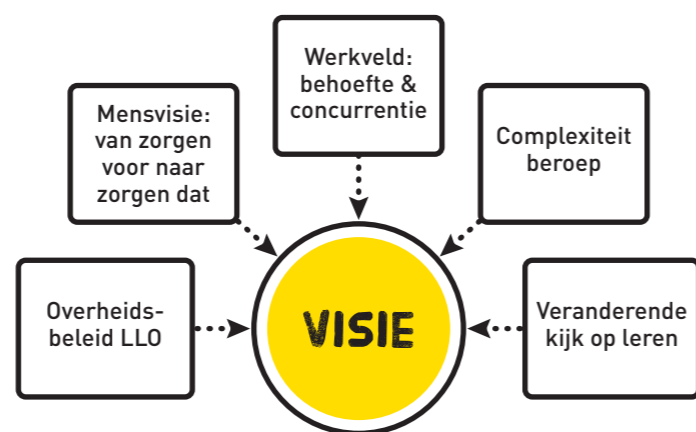 Werkveld:
behoefte &
concurrentie
Mensvisie:
van zorgen
voor naar
zorgen dat
Complexiteit
beroep
Overheids-
beleid LLO
VISIE
Veranderende
kijk op leren